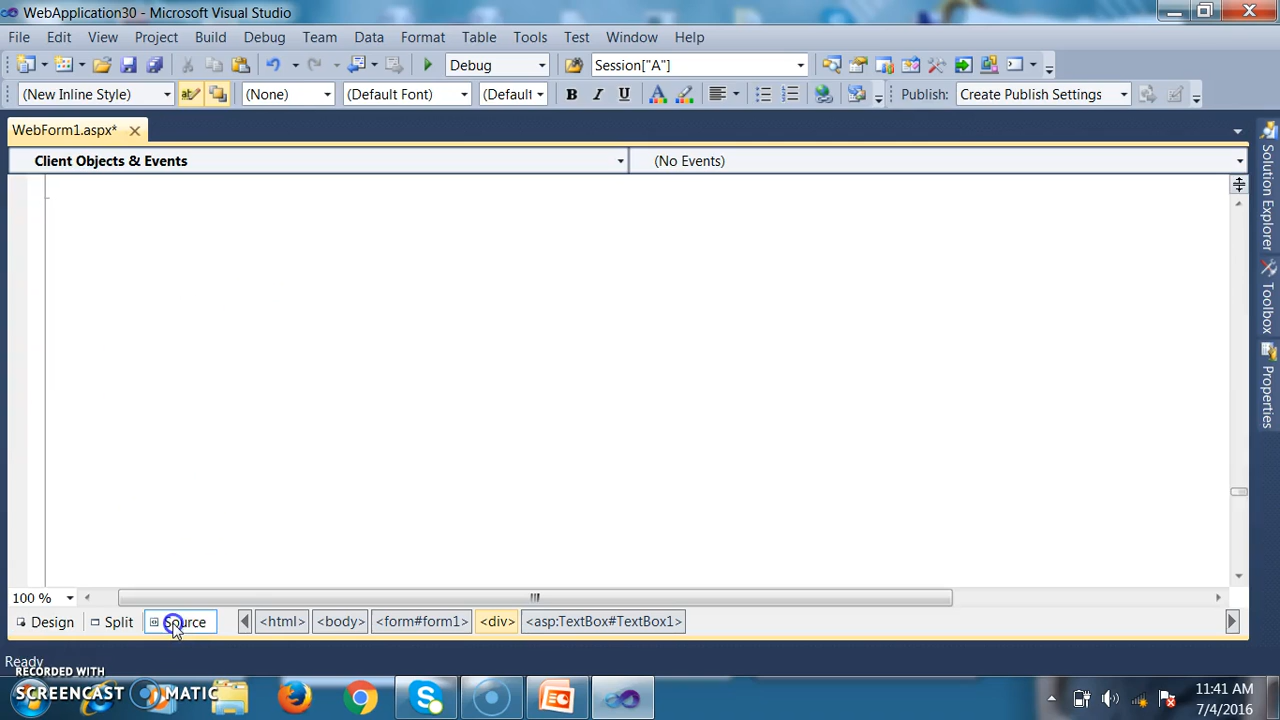 WebApplication30 - Microsoft Visual Studio
File Edit View Project Build Debug Team Data Format Table Tools Test Window Help
Debug Session["A"]
(New Inline Style) (None) (Default Font) (Default B I U Publish: Create Publish Settings
WebForm1.aspx*
Client Objects & Events (No Events)
Solution Explorer
Toolbox
Properties
100 %
Design Split Source <html> <body> <form#form1> <div> <asp:TextBox#TextBox1>
Ready
RECORDED WITH
SCREENCAST MATIC
11:41 AM
7/4/2016